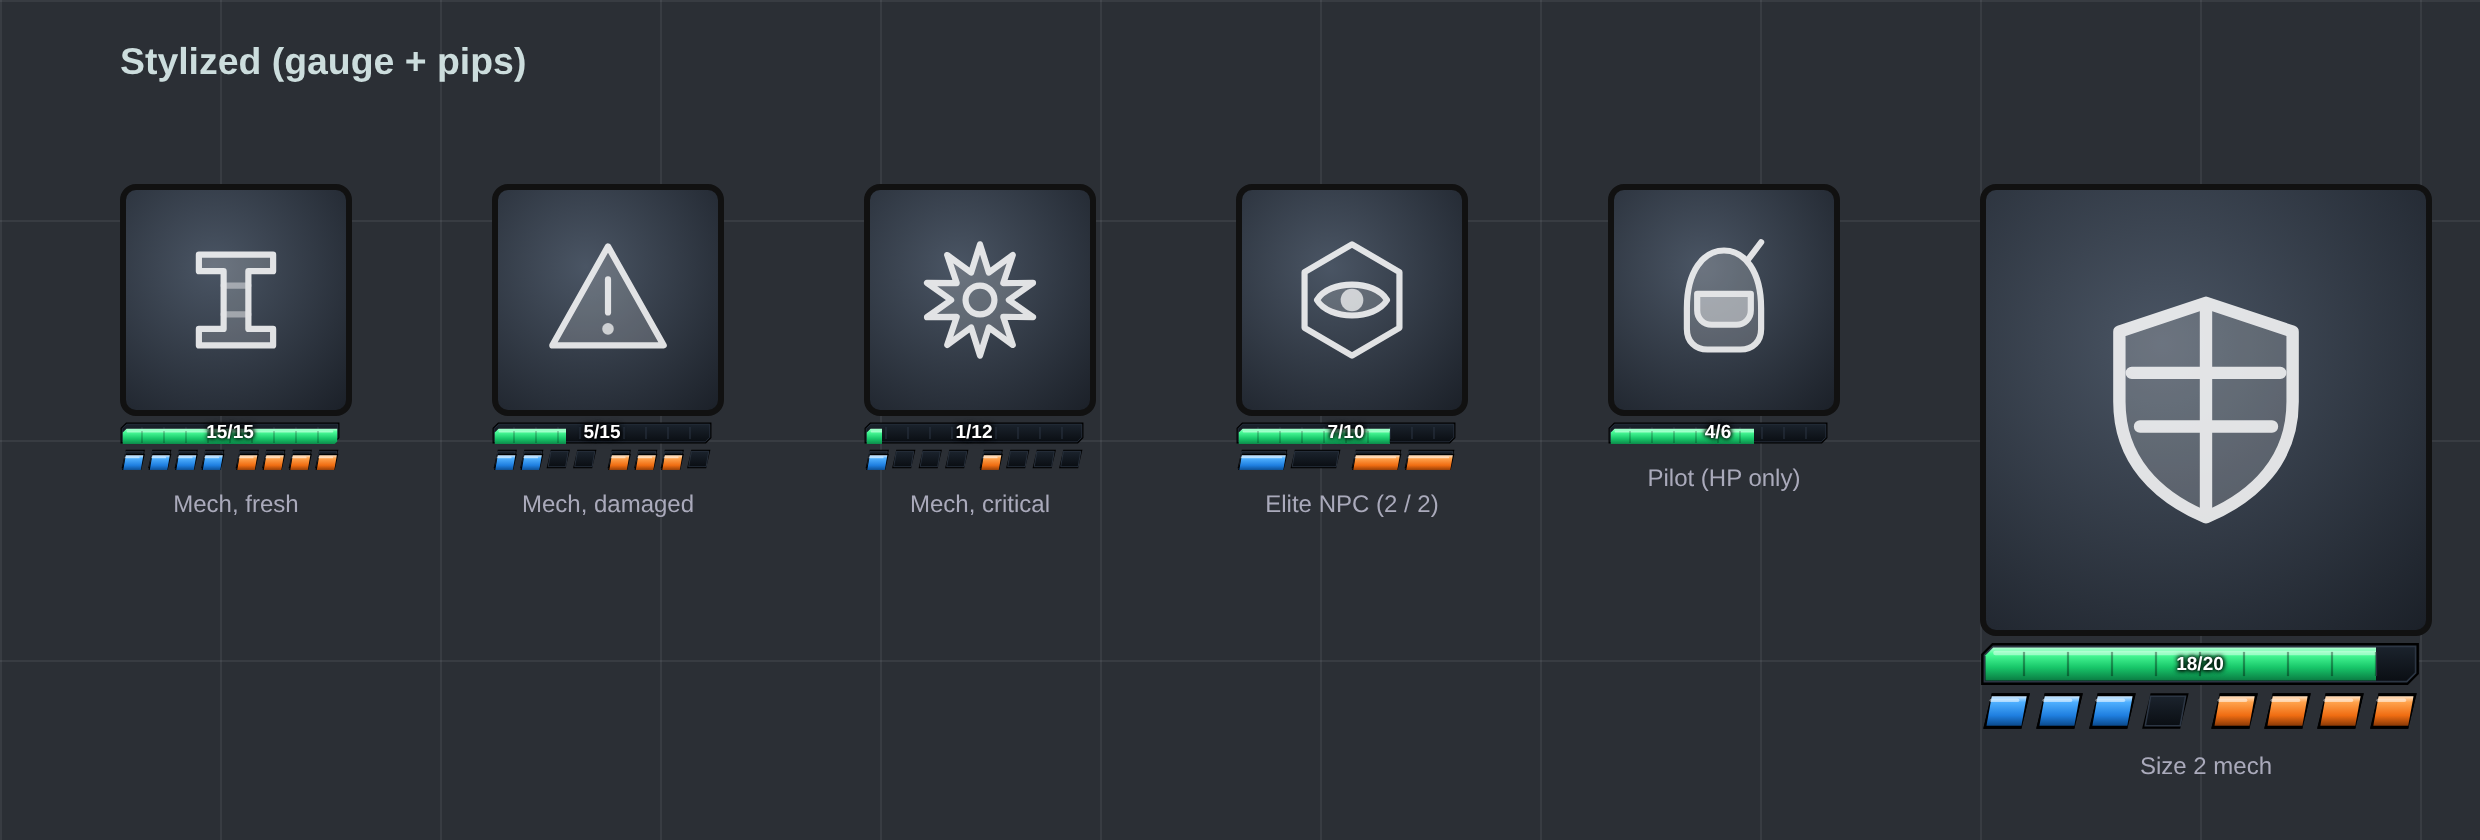 Stylized (gauge + pips)
15/15
5/15
1/12
7/10
4/6
Mech, fresh
Mech, damaged
Mech, critical
Elite NPC (2 / 2)
Pilot (HP only)
18/20
Size 2 mech